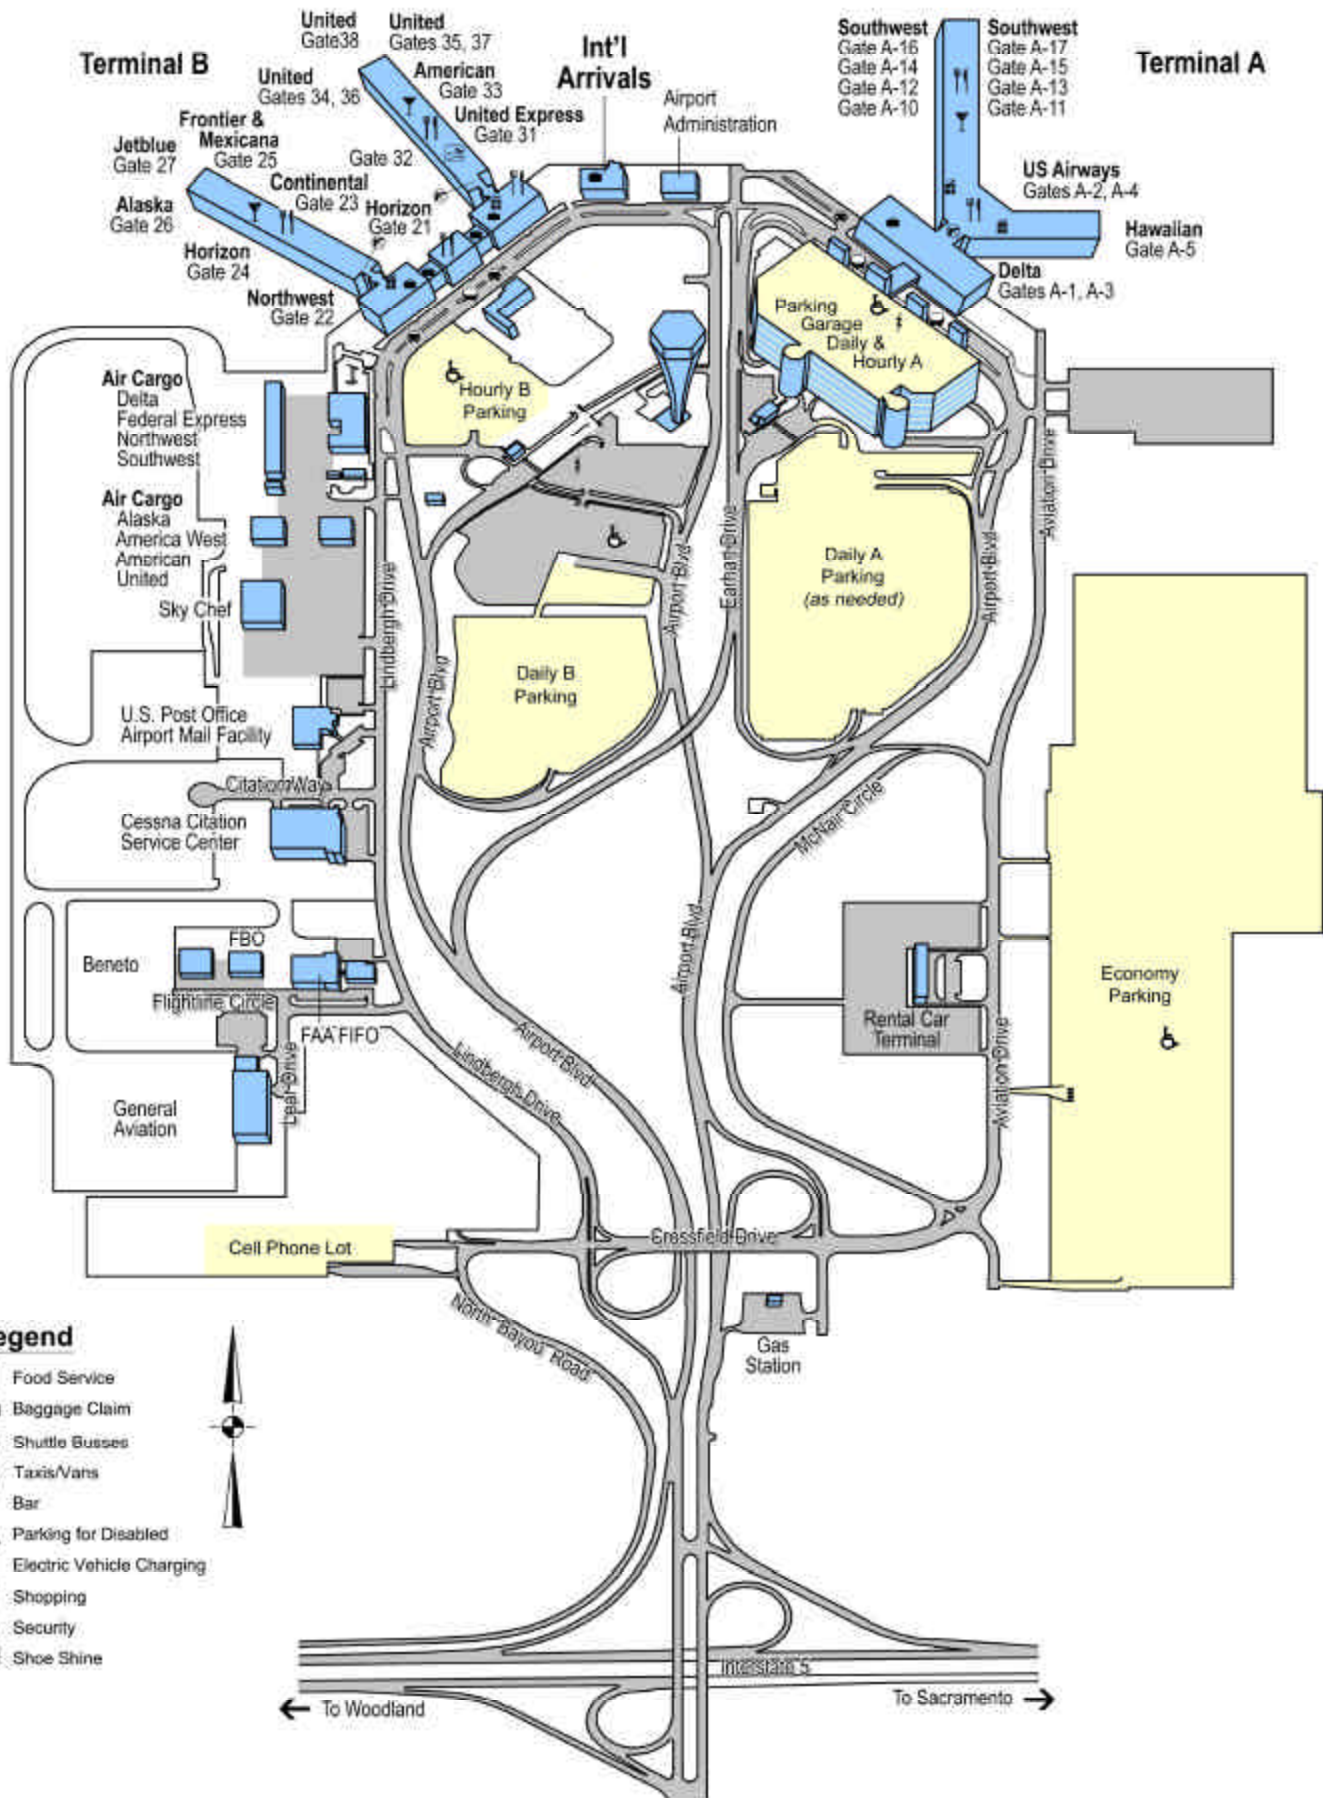 Terminal B
United
Gate38
United
Gates 35, 37
United
Gates 34, 36
American
Gate 33
United Express
Gate 31
Gate 32
Frontier &
Mexicana
Gate 25
Jetblue
Gate 27
Continental
Gate 23
Alaska
Gate 26
Horizon
Gate 21
Horizon
Gate 24
Northwest
Gate 22
Int'l
Arrivals
Airport
Administration
Southwest
Gate A-16
Gate A-14
Gate A-12
Gate A-10
Southwest
Gate A-17
Gate A-15
Gate A-13
Gate A-11
Terminal A
US Airways
Gates A-2, A-4
Hawaiian
Gate A-5
Delta
Gates A-1, A-3
Parking
Garage
Daily &
Hourly A
Hourly B
Parking
Air Cargo
Delta
Federal Express
Northwest
Southwest
Air Cargo
Alaska
America West
American
United
Sky Chef
Lindbergh Drive
Airport Blvd
Airport Blvd
Earhart Drive
Daily A
Parking
(as needed)
Airport Blvd
Aviation Drive
Daily B
Parking
U.S. Post Office
Airport Mail Facility
Citation Way
Cessna Citation
Service Center
McNair Circle
Airport Blvd
Beneto
FBO
Flightline Circle
FAA FIFO
Lear Drive
General
Aviation
Airport Blvd
Lindbergh Drive
Rental Car
Terminal
Aviation Drive
Economy
Parking
Cell Phone Lot
Crossfield Drive
North Bayou Road
Gas
Station
egend
Food Service
Baggage Claim
Shuttle Busses
Taxis/Vans
Bar
Parking for Disabled
Electric Vehicle Charging
Shopping
Security
Shoe Shine
Interstate 5
To Woodland
To Sacramento